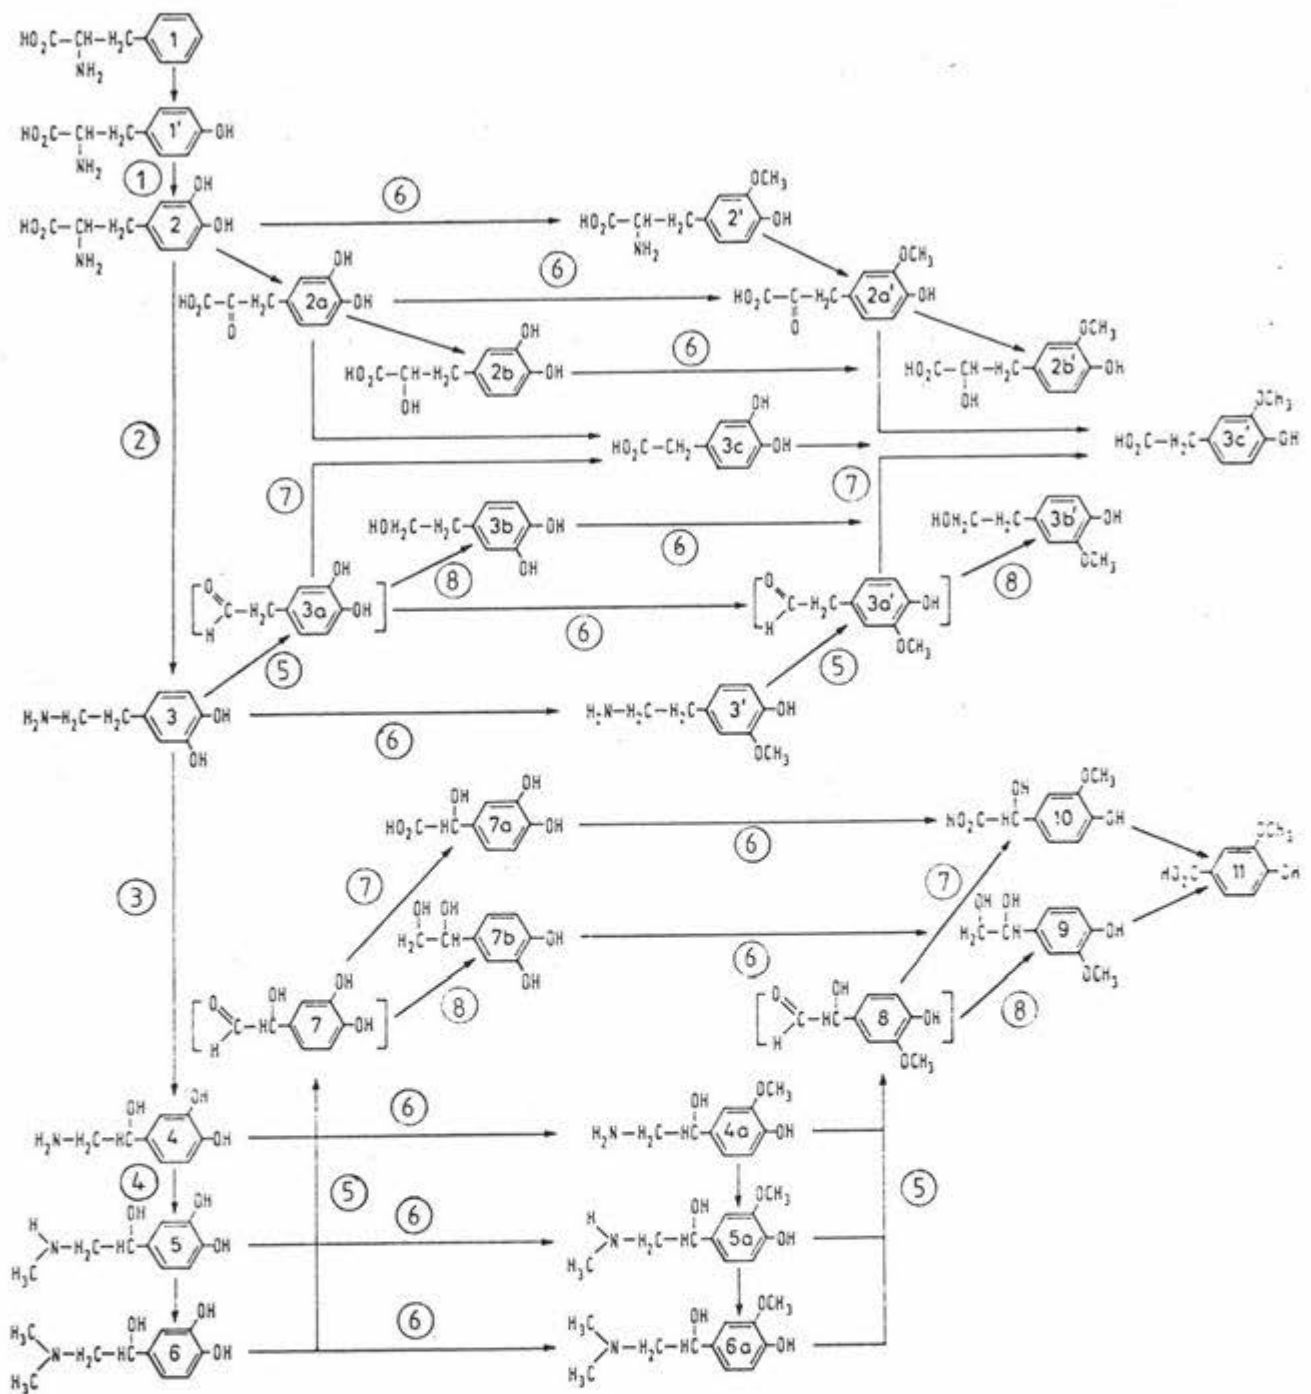 HO₂C-CH-H₂C- 1
NH₂
HO₂C-CH-H₂C- 1' -OH
NH₂
①
OH
HO₂C-CH-H₂C- 2 -OH
NH₂
⑥
OCH₃
HO₂C-CH-H₂C- 2' -OH
NH₂
OH
HO₂C-C-H₂C- 2a -OH
O
⑥
OCH₃
HO₂C-C-H₂C- 2a' -OH
O
OH
HO₂C-CH-H₂C- 2b -OH
OH
⑥
OCH₃
HO₂C-CH-H₂C- 2b' -OH
OH
②
OH
HO₂C-CH₂ 3c -OH
OCH₃
HO₂C-H₂C 3c' -OH
⑦
⑦
HOH₂C-H₂C 3b -OH
OH
⑥
HOH₂C-H₂C 3b' -OH
OCH₃
⑧
⑧
O
C-H₂C 3a -OH
H
OH
⑥
O
C-H₂C 3a' -OH
H
OCH₃
⑤
⑤
H₂N-H₂C-H₂C 3 -OH
OH
⑥
H₂N-H₂C-H₂C 3' -OH
OCH₃
③
OH OH
HO₂C-HC 7a -OH
⑥
OH OCH₃
HO₂C-HC 10 -OH
OCH₃
HO₂C 11 -OH
⑦
⑦
OH OH
H₂C-CH 7b -OH
OH
⑥
OH OH
H₂C-CH 9 -OH
OCH₃
⑧
⑧
O OH OH
C-HC 7 -OH
H
O OH
C-HC 8 -OH
H
OCH₃
OH OH
H₂N-H₂C-HC 4 -OH
⑥
OH OCH₃
H₂N-H₂C-HC 4a -OH
④
⑤
⑤
H OH OH
N-H₂C-HC 5 -OH
H₃C
⑥
H OH OCH₃
N-H₂C-HC 5a -OH
H₃C
H₃C OH OH
N-H₂C-HC 6 -OH
H₃C
⑥
H₃C OH OCH₃
N-H₂C-HC 6a -OH
H₃C